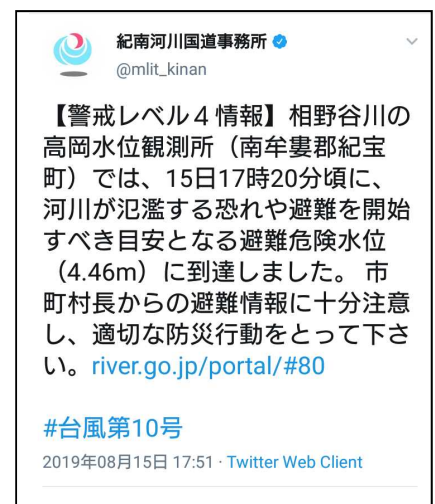 紀南河川国道事務所
@mlit_kinan
【警戒レベル４情報】相野谷川の
高岡水位観測所（南牟婁郡紀宝
町）では、15日17時20分頃に、
河川が氾濫する恐れや避難を開始
すべき目安となる避難危険水位
（4.46m）に到達しました。 市
町村長からの避難情報に十分注意
し、適切な防災行動をとって下さ
い。river.go.jp/portal/#80
#台風第10号
2019年08月15日 17:51 · Twitter Web Client